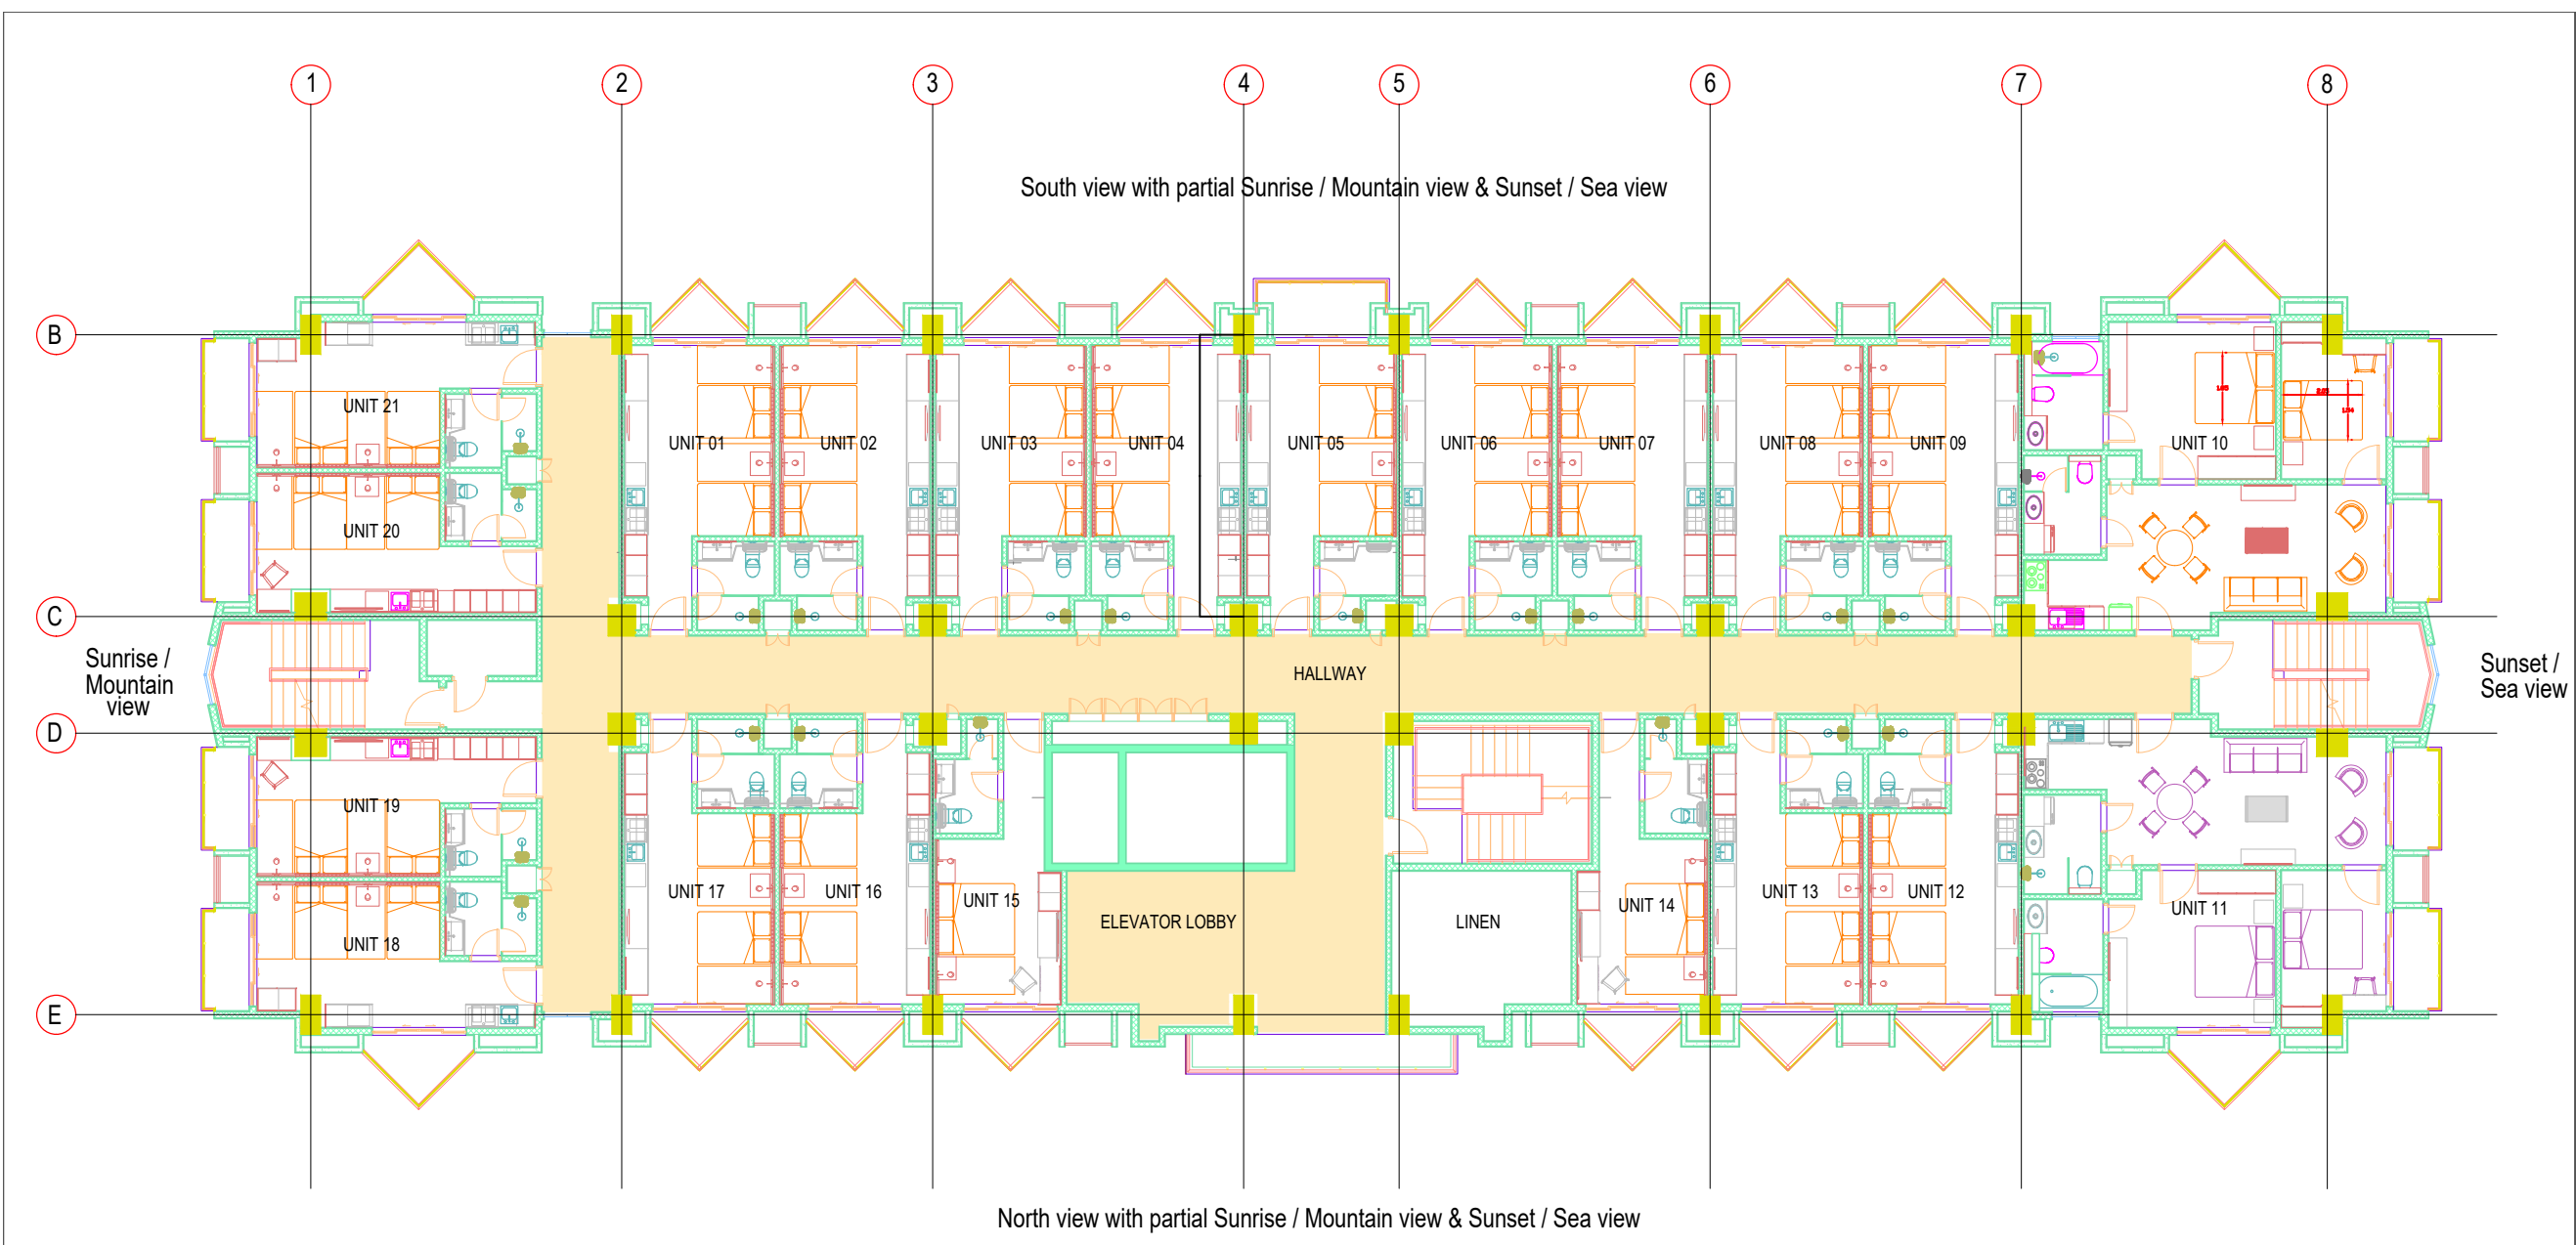 1 2 3 4 5 6 7 8
South view with partial Sunrise / Mountain view & Sunset / Sea view
B
UNIT 21
UNIT 01 UNIT 02 UNIT 03 UNIT 04 UNIT 05 UNIT 06 UNIT 07 UNIT 08 UNIT 09 UNIT 10
UNIT 20
C
Sunrise /
Mountain
view
HALLWAY
Sunset /
Sea view
D
UNIT 19
UNIT 17 UNIT 16 UNIT 15 UNIT 14 UNIT 13 UNIT 12 UNIT 11
ELEVATOR LOBBY LINEN
UNIT 18
E
North view with partial Sunrise / Mountain view & Sunset / Sea view